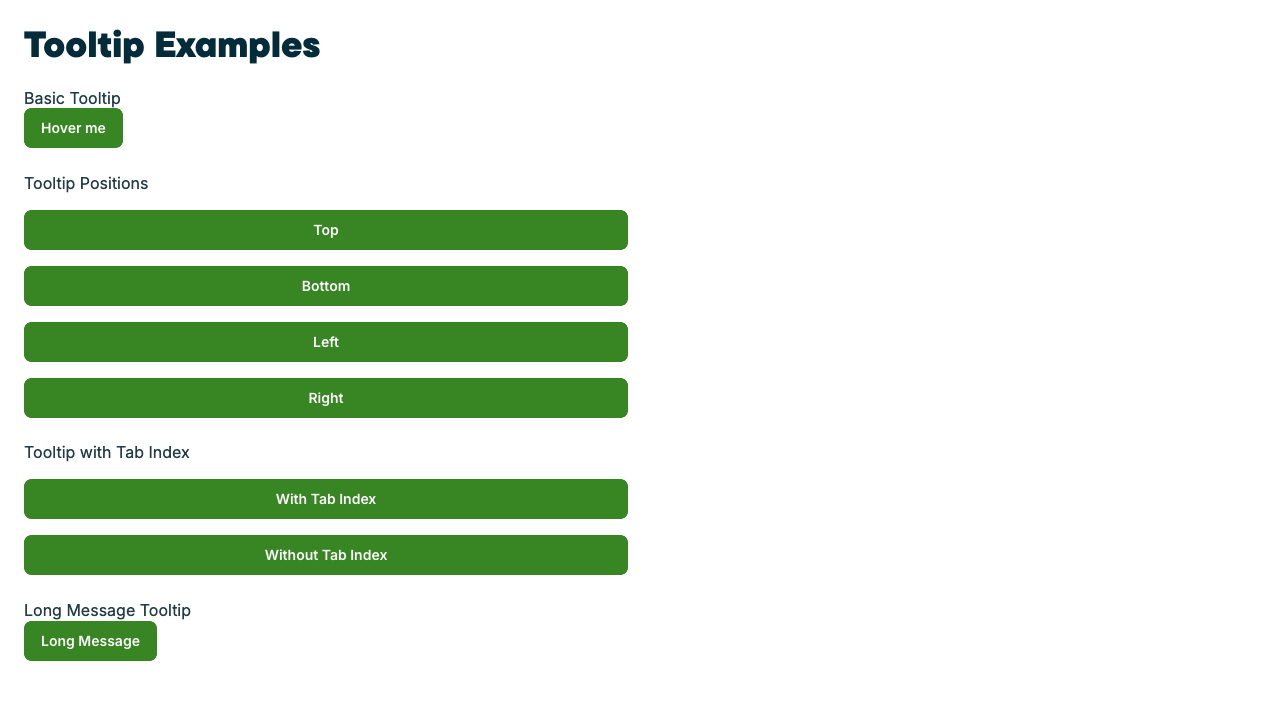 Tooltip Examples
Basic Tooltip
Hover me
Tooltip Positions
Top
Bottom
Left
Right
Tooltip with Tab Index
With Tab Index
Without Tab Index
Long Message Tooltip
Long Message